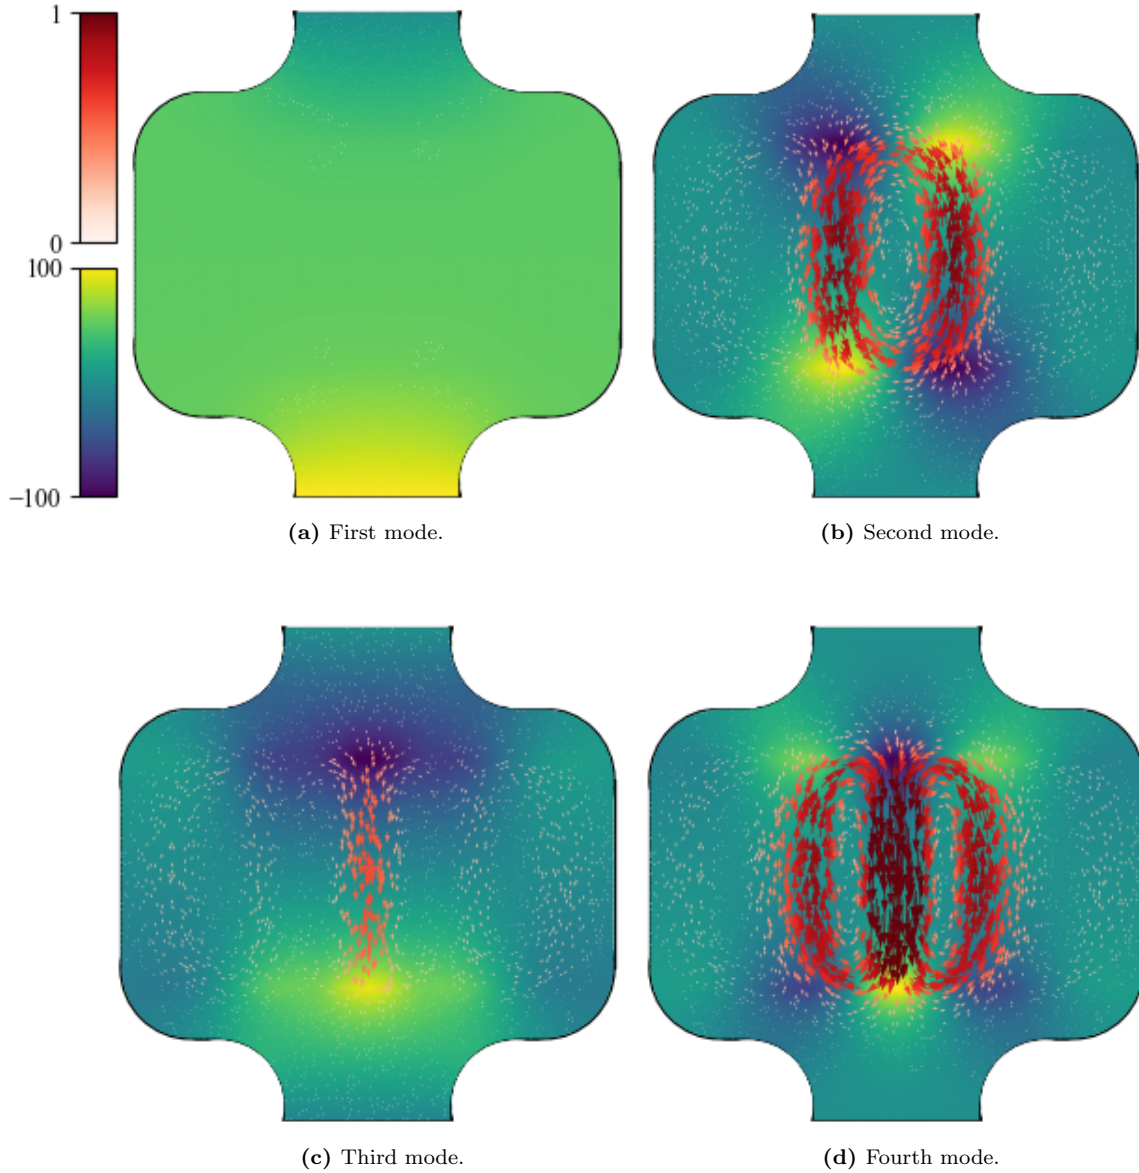 1
0
100
−100
(a) First mode.
(b) Second mode.
(c) Third mode.
(d) Fourth mode.